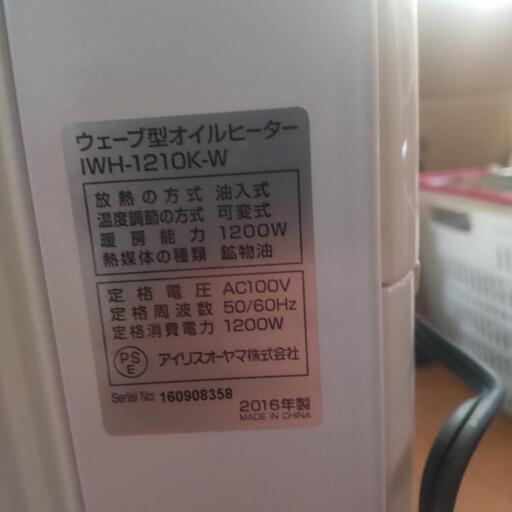 ウェーブ型オイルヒーター
IWH-1210K-W
放熱の方式 油入式
温度調節の方式 可変式
暖房能力 1200W
熱媒体の種類 鉱物油
定格電圧 AC100V
定格周波数 50/60Hz
定格消費電力 1200W
PS
E
アイリスオーヤマ株式会社
Serial No: 160908358
2016年製
MADE IN CHINA